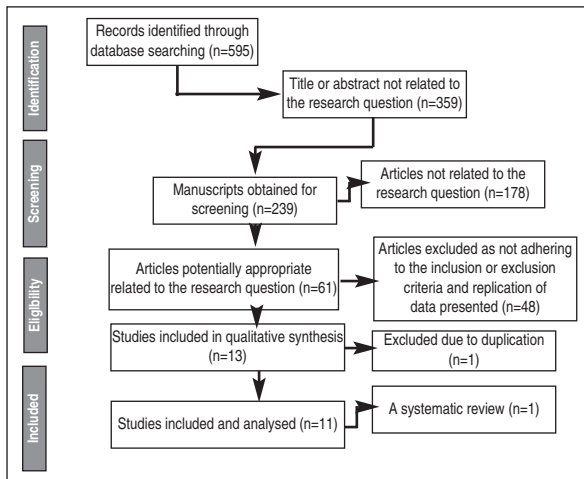 Identification
Records identified through
database searching (n=595)
Title or abstract not related to
the research question (n=359)
Screening
Manuscripts obtained for
screening (n=239)
Articles not related to the
research question (n=178)
Eligibility
Articles potentially appropriate
related to the research question (n=61)
Articles excluded as not adhering
to the inclusion or exclusion
criteria and replication of
data presented (n=48)
Studies included in qualitative synthesis
(n=13)
Excluded due to duplication
(n=1)
Included
Studies included and analysed (n=11)
A systematic review (n=1)